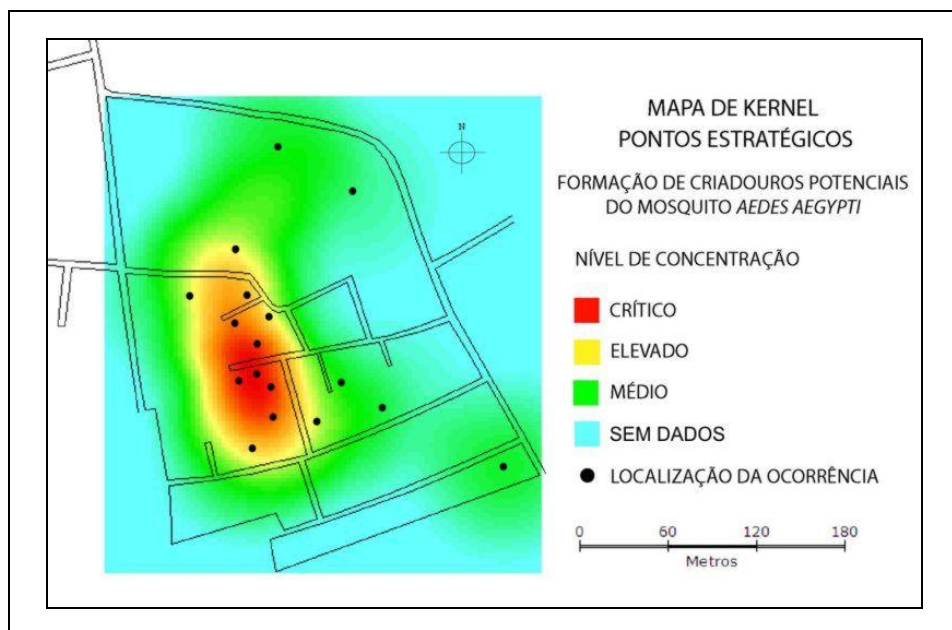 MAPA DE KERNEL
PONTOS ESTRATÉGICOS
FORMAÇÃO DE CRIADOUROS POTENCIAIS
DO MOSQUITO AEDES AEGYPTI
NÍVEL DE CONCENTRAÇÃO
CRÍTICO
ELEVADO
MÉDIO
SEM DADOS
LOCALIZAÇÃO DA OCORRÊNCIA
N
0 60 120 180
Metros